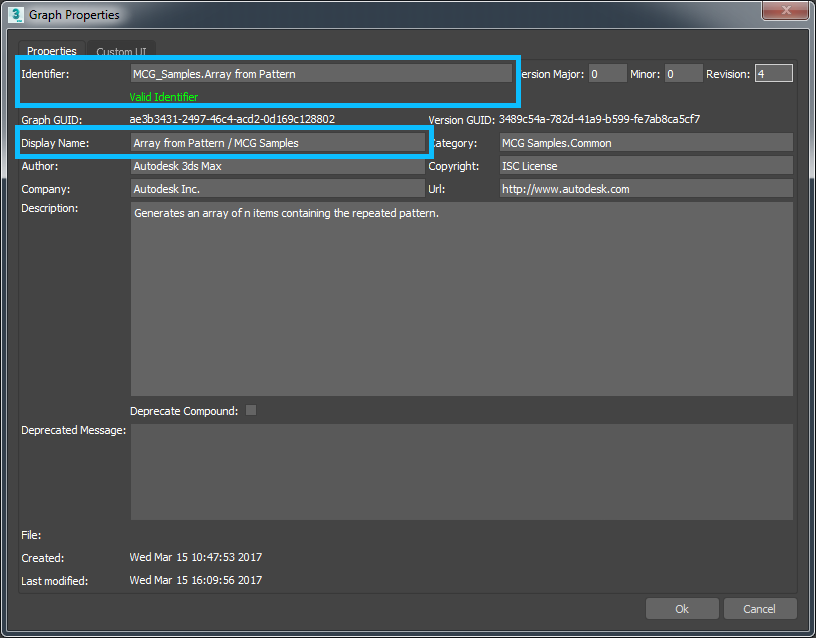 Graph Properties
Properties Custom UI
Identifier: MCG_Samples.Array from Pattern ersion Major: 0 Minor: 0 Revision: 4
Valid Identifier
Graph GUID: ae3b3431-2497-46c4-acd2-0d169c128802 Version GUID: 3489c54a-782d-41a9-b599-fe7ab8ca5cf7
Display Name: Array from Pattern / MCG Samples ategory: MCG Samples.Common
Author: Autodesk 3ds Max Copyright: ISC License
Company: Autodesk Inc. Url: http://www.autodesk.com
Description: Generates an array of n items containing the repeated pattern.
Deprecate Compound:
Deprecated Message:
File:
Created: Wed Mar 15 10:47:53 2017
Last modified: Wed Mar 15 16:09:56 2017
Ok Cancel